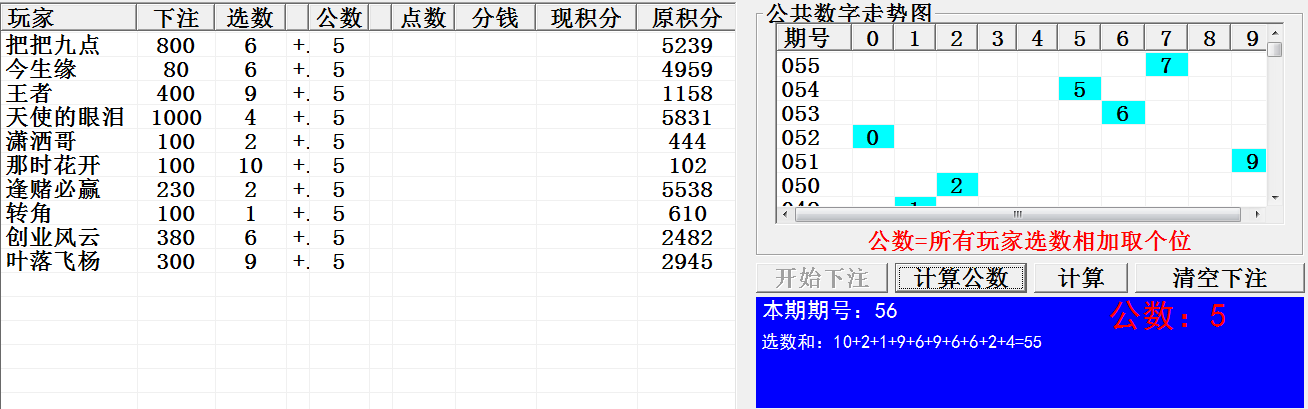 玩家 下注 选数 公数 点数 分钱 现积分 原积分
把把九点 800 6 +. 5 5239
今生缘 80 6 +. 5 4959
王者 400 9 +. 5 1158
天使的眼泪 1000 4 +. 5 5831
潇洒哥 100 2 +. 5 444
那时花开 100 10 +. 5 102
逢赌必赢 230 2 +. 5 5538
转角 100 1 +. 5 610
创业风云 380 6 +. 5 2482
叶落飞杨 300 9 +. 5 2945
公共数字走势图
期号 0 1 2 3 4 5 6 7 8 9
055 7
054 5
053 6
052 0
051 9
050 2
公数=所有玩家选数相加取个位
开始下注 计算公数 计算 清空下注
本期期号：56 公数：5
选数和：10+2+1+9+6+9+6+6+2+4=55